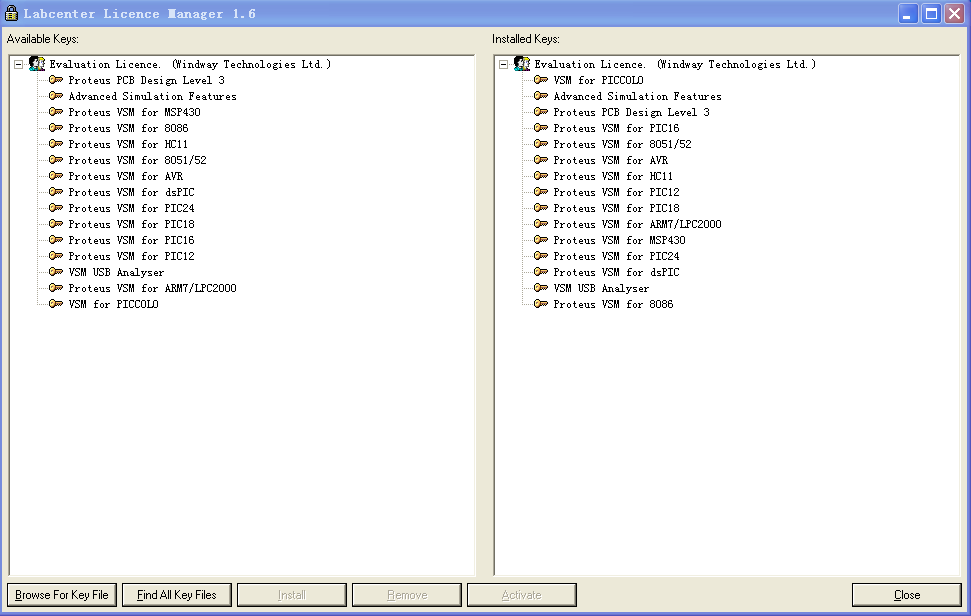 Labcenter Licence Manager 1.6
Available Keys:
Evaluation Licence. (Windway Technologies Ltd.)
Proteus PCB Design Level 3
Advanced Simulation Features
Proteus VSM for MSP430
Proteus VSM for 8086
Proteus VSM for HC11
Proteus VSM for 8051/52
Proteus VSM for AVR
Proteus VSM for dsPIC
Proteus VSM for PIC24
Proteus VSM for PIC18
Proteus VSM for PIC16
Proteus VSM for PIC12
VSM USB Analyser
Proteus VSM for ARM7/LPC2000
VSM for PICCOLO
Installed Keys:
Evaluation Licence. (Windway Technologies Ltd.)
VSM for PICCOLO
Advanced Simulation Features
Proteus PCB Design Level 3
Proteus VSM for PIC16
Proteus VSM for 8051/52
Proteus VSM for AVR
Proteus VSM for HC11
Proteus VSM for PIC12
Proteus VSM for PIC18
Proteus VSM for ARM7/LPC2000
Proteus VSM for MSP430
Proteus VSM for PIC24
Proteus VSM for dsPIC
VSM USB Analyser
Proteus VSM for 8086
Browse For Key File
Find All Key Files
Install
Remove
Activate
Close